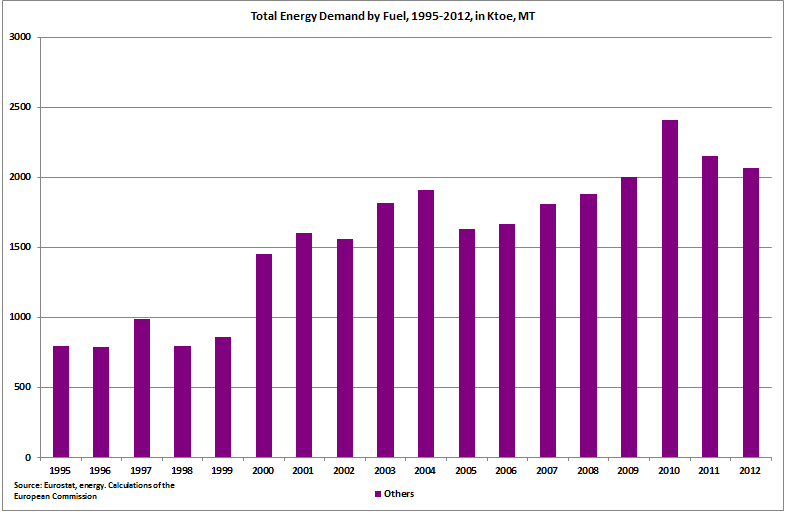 Total Energy Demand by Fuel, 1995-2012, in Ktoe, MT
3000
2500
2000
1500
1000
500
0
1995 1996 1997 1998 1999 2000 2001 2002 2003 2004 2005 2006 2007 2008 2009 2010 2011 2012
Source: Eurostat, energy. Calculations of the
European Commission
Others